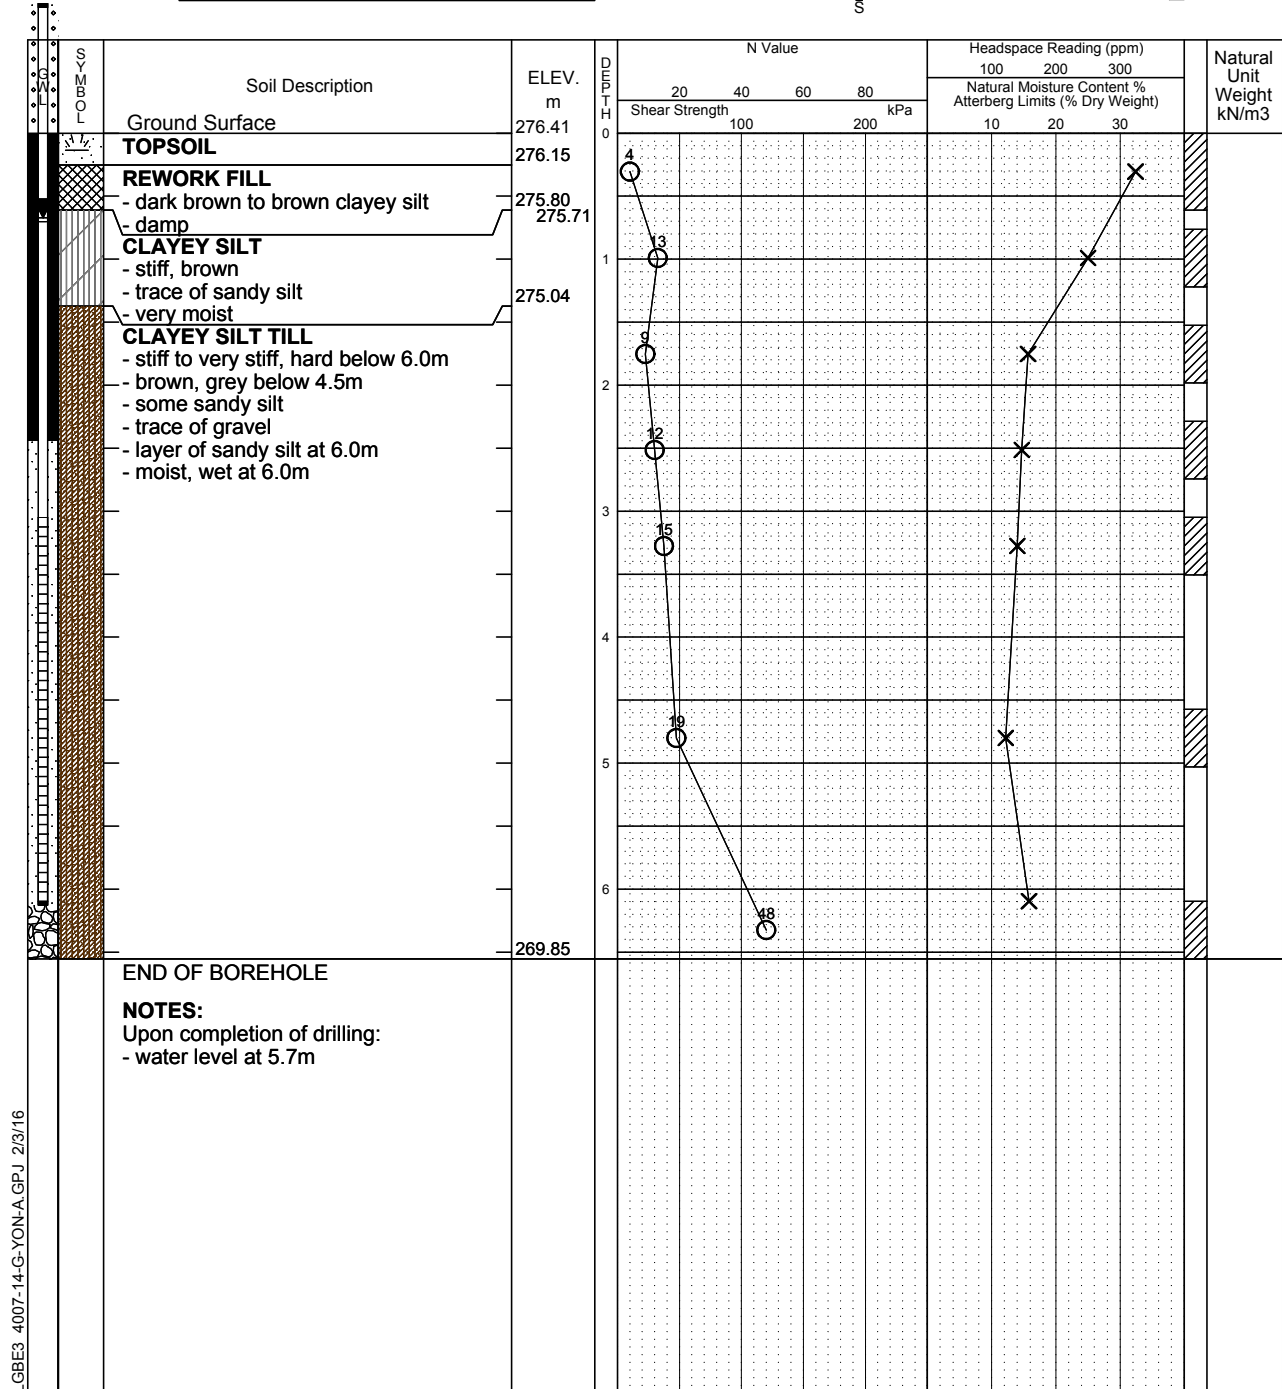 S
GWL
SYMBOL
Soil Description
ELEV.
m
DEPTH
N Value
20 40 60 80
Shear Strength kPa
100 200
Headspace Reading (ppm)
100 200 300
Natural Moisture Content %
Atterberg Limits (% Dry Weight)
10 20 30
Natural
Unit
Weight
kN/m3
Ground Surface
276.41
0
TOPSOIL
276.15
4
REWORK FILL
- dark brown to brown clayey silt
275.80
275.71
- damp
CLAYEY SILT
13
- stiff, brown
1
- trace of sandy silt
275.04
- very moist
CLAYEY SILT TILL
9
- stiff to very stiff, hard below 6.0m
- brown, grey below 4.5m
2
- some sandy silt
- trace of gravel
12
- layer of sandy silt at 6.0m
- moist, wet at 6.0m
3
15
4
19
5
6
48
269.85
END OF BOREHOLE
NOTES:
Upon completion of drilling:
- water level at 5.7m
LGBE3 4007-14-G-YON-A.GPJ 2/3/16